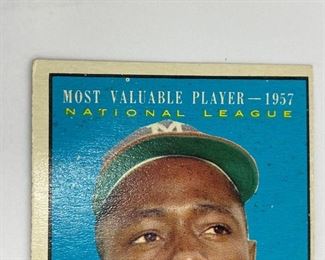 MOST VALUABLE PLAYER—1957
NATIONAL LEAGUE
M